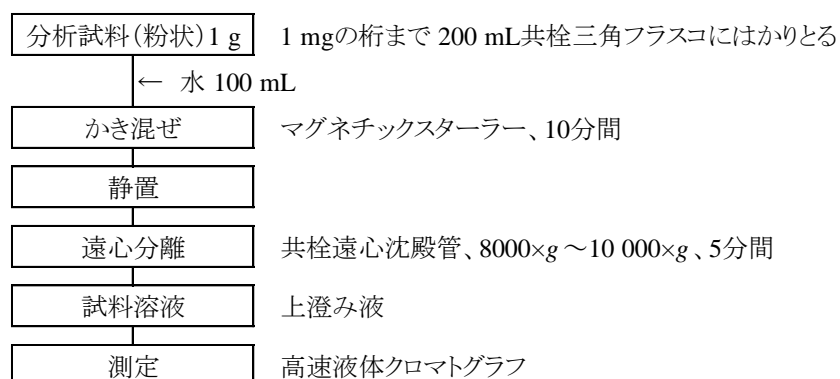 分析試料(粉状)1 g 1 mgの桁まで 200 mL共栓三角フラスコにはかりとる
← 水 100 mL
かき混ぜ マグネチックスターラー、10分間
静置
遠心分離 共栓遠心沈殿管、8000×g～10 000×g、5分間
試料溶液 上澄み液
測定 高速液体クロマトグラフ